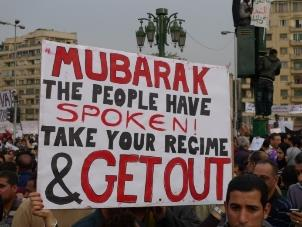 MUBARAK
THE PEOPLE HAVE
SPOKEN!
TAKE YOUR REGIME
& GET OUT